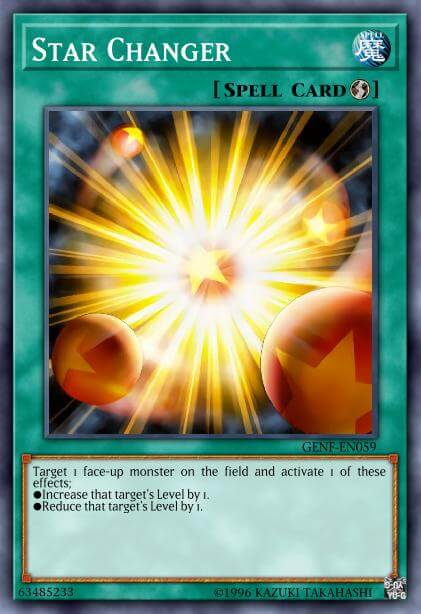 STAR CHANGER
SPELL
魔
[SPELL CARD]
GENF-EN059
Target 1 face-up monster on the field and activate 1 of these
effects;
●Increase that target's Level by 1.
●Reduce that target's Level by 1.
63485233
©1996 KAZUKI TAKAHASHI